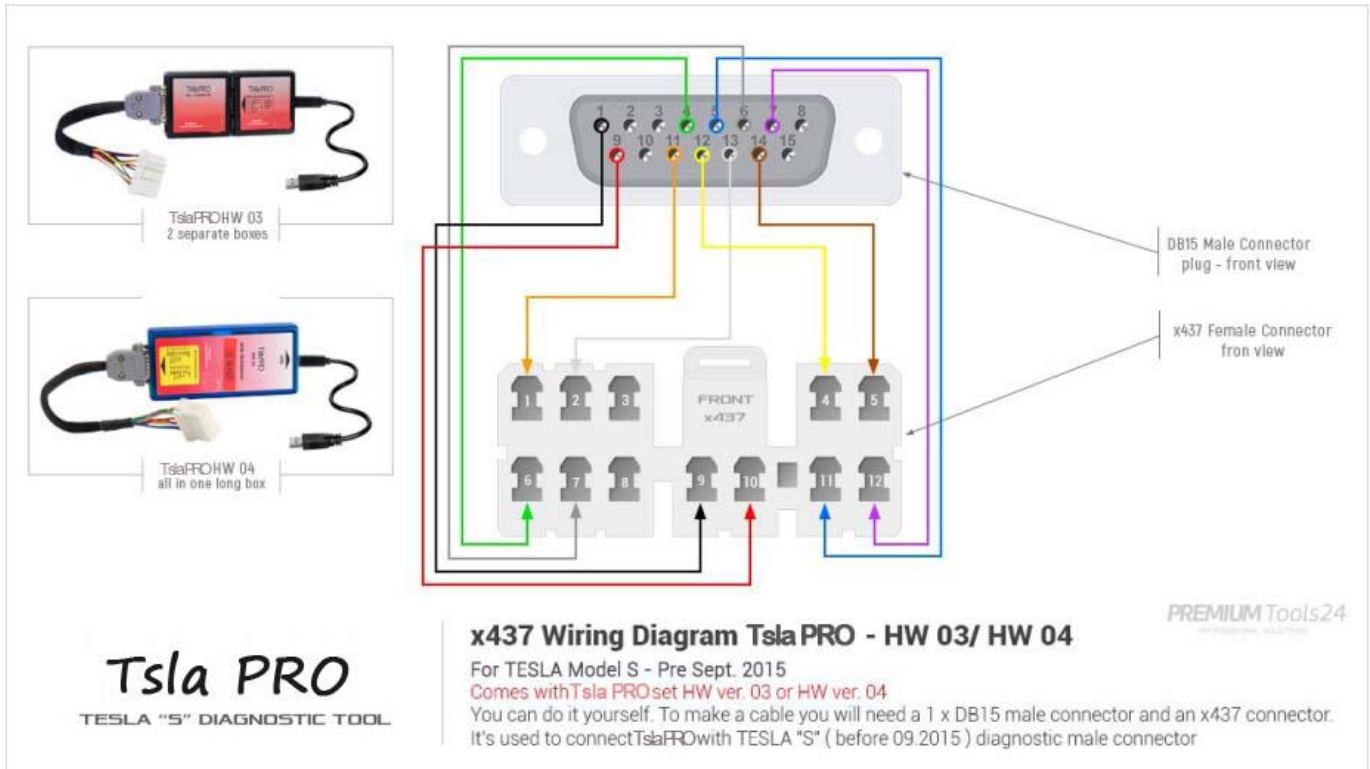 TslaPRO
TslaPRO
TslaPRO HW 03
2 separate boxes
TslaPRO
TslaPRO HW 04
all in one long box
1 2 3 4 5 6 7 8
9 10 11 12 13 14 15
DB15 Male Connector
plug - front view
x437 Female Connector
fron view
1 2 3 FRONT 4 5
x437
6 7 8 9 10 11 12
PREMIUM Tools24
Tsla PRO
TESLA "S" DIAGNOSTIC TOOL
x437 Wiring Diagram Tsla PRO - HW 03/ HW 04
For TESLA Model S - Pre Sept. 2015
Comes with Tsla PRO set HW ver. 03 or HW ver. 04
You can do it yourself. To make a cable you will need a 1 x DB15 male connector and an x437 connector.
It's used to connect TslaPRO with TESLA "S" ( before 09.2015 ) diagnostic male connector